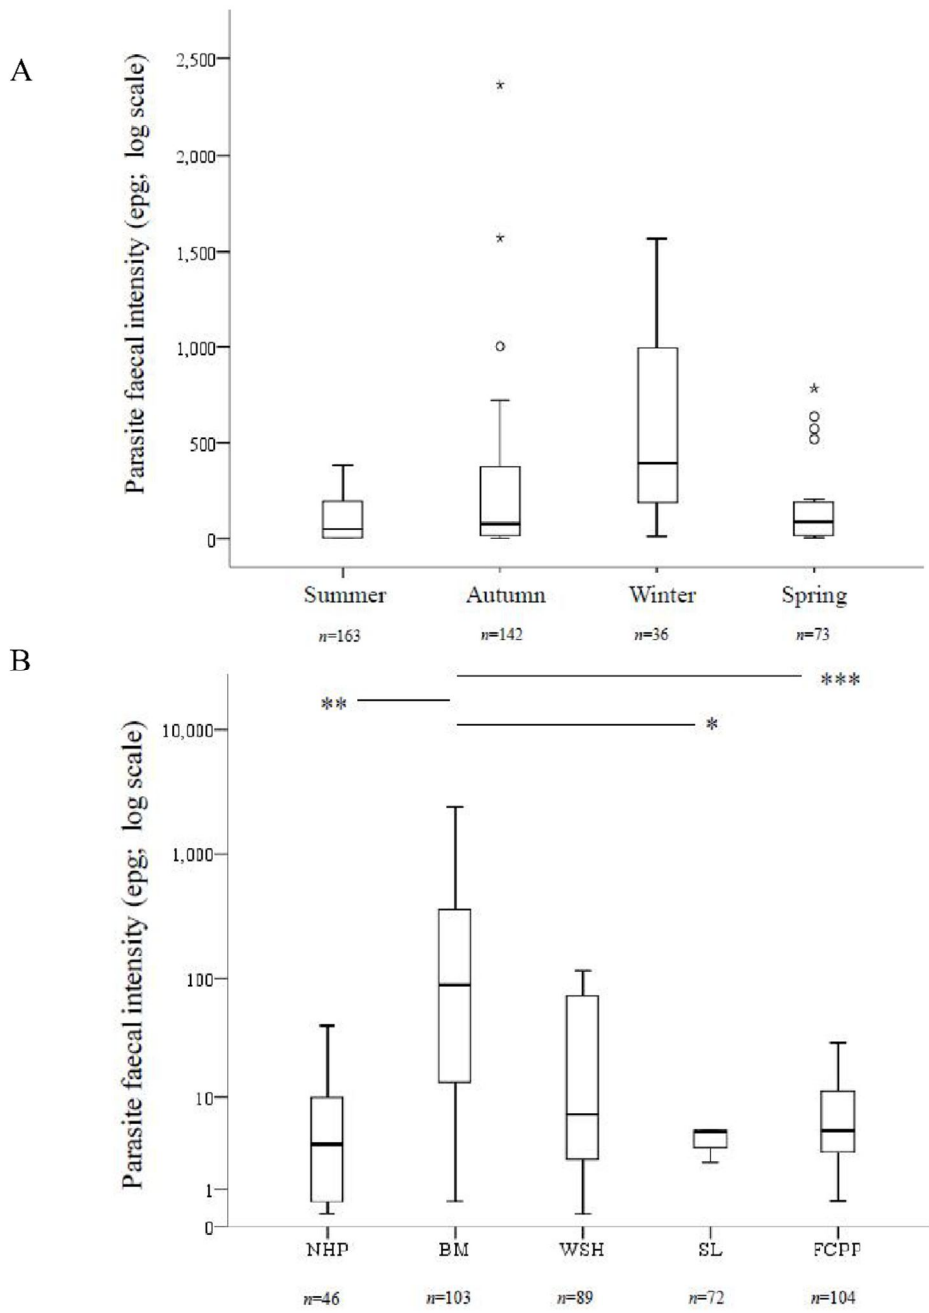 A
Parasite faecal intensity (epg; log scale)
2,500
2,000
1,500
1,000
500
0
Summer Autumn Winter Spring
n=163 n=142 n=36 n=73
B
Parasite faecal intensity (epg; log scale)
** ***
*
10,000
1,000
100
10
1
0
NHP BM WSH SL FCPP
n=46 n=103 n=89 n=72 n=104